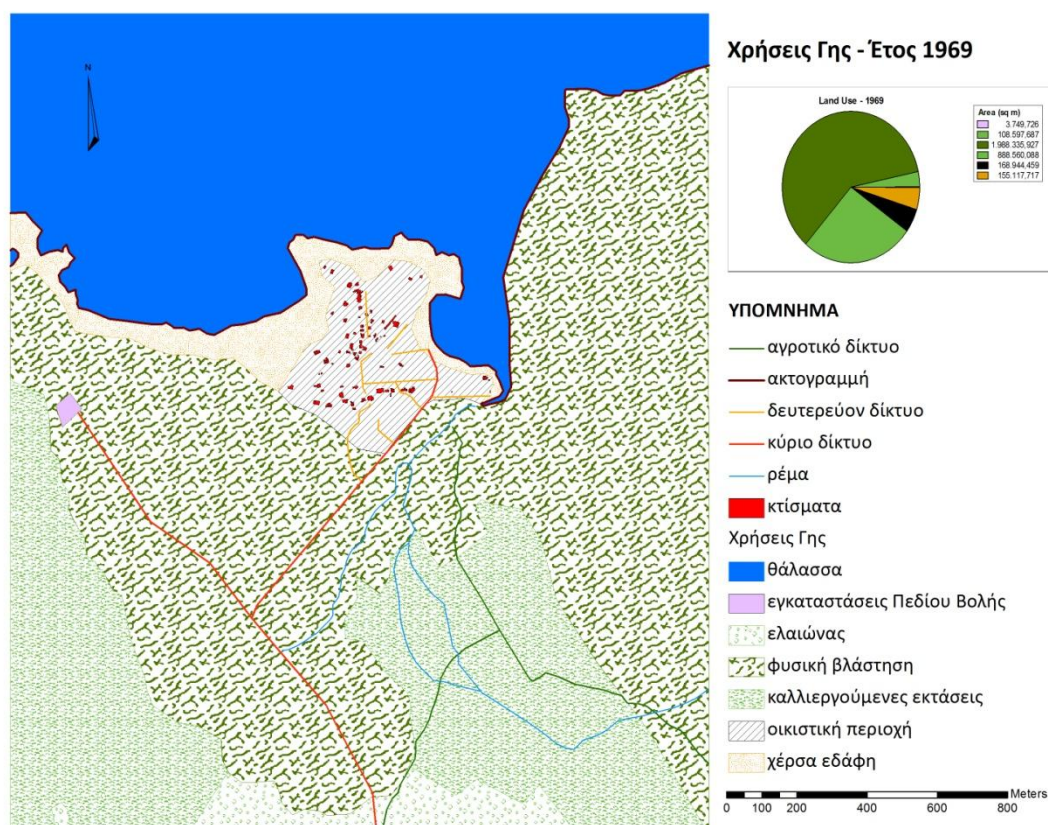 N
Χρήσεις Γης - Έτος 1969
Land Use - 1969
Area (sq m)
3.749,726
108.597,687
1.988.335,927
888.560,088
168.944,459
155.117,717
ΥΠΟΜΝΗΜΑ
αγροτικό δίκτυο
ακτογραμμή
δευτερεύον δίκτυο
κύριο δίκτυο
ρέμα
κτίσματα
Χρήσεις Γης
θάλασσα
εγκαταστάσεις Πεδίου Βολής
ελαιώνας
φυσική βλάστηση
καλλιεργούμενες εκτάσεις
οικιστική περιοχή
χέρσα εδάφη
Meters
0 100 200 400 600 800